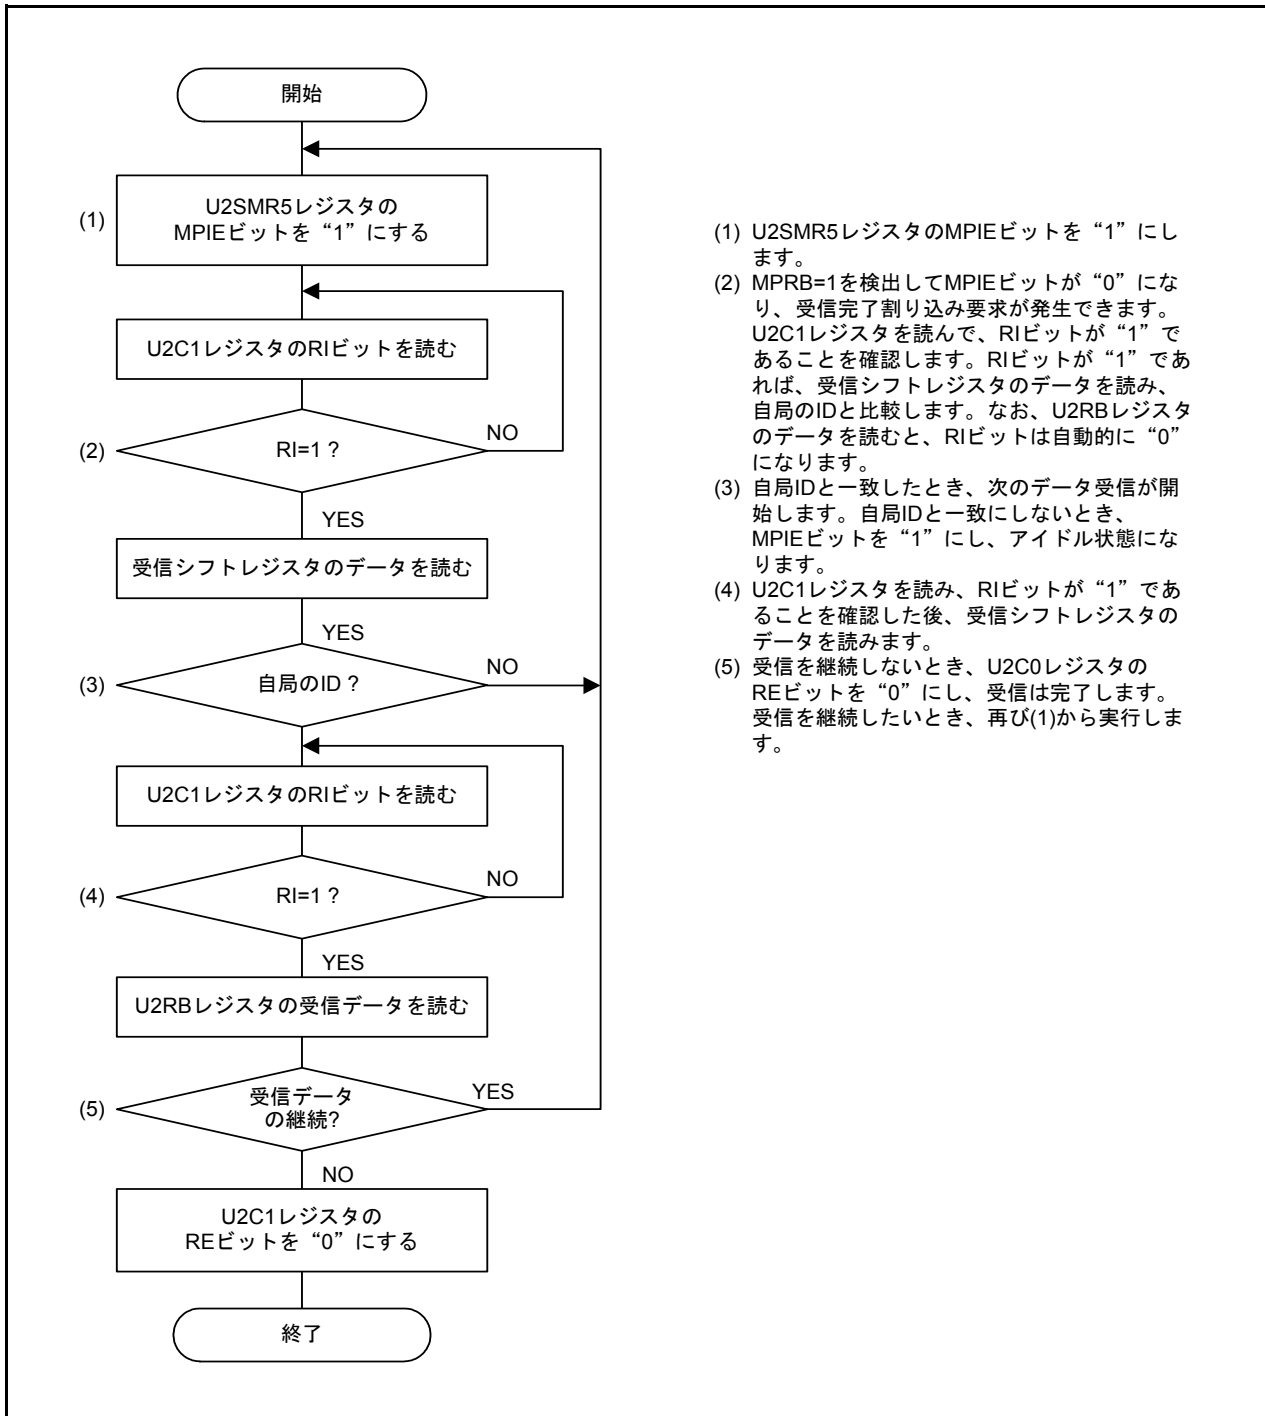 開始
(1)
U2SMR5レジスタの
MPIEビットを“1”にする
U2C1レジスタのRIビットを読む
(2)
RI=1 ?
NO
YES
受信シフトレジスタのデータを読む
YES
(3)
自局のID ?
NO
U2C1レジスタのRIビットを読む
(4)
RI=1 ?
NO
YES
U2RBレジスタの受信データを読む
(5)
受信データ
の継続?
YES
NO
U2C1レジスタの
REビットを“0”にする
終了
(1) U2SMR5レジスタのMPIEビットを“1”にし
ます。
(2) MPRB=1を検出してMPIEビットが“0”にな
り、受信完了割り込み要求が発生できます。
U2C1レジスタを読んで、RIビットが“1”で
あることを確認します。RIビットが“1”であ
れば、受信シフトレジスタのデータを読み、
自局のIDと比較します。なお、U2RBレジスタ
のデータを読むと、RIビットは自動的に“0”
になります。
(3) 自局IDと一致したとき、次のデータ受信が開
始します。自局IDと一致にしないとき、
MPIEビットを“1”にし、アイドル状態にな
ります。
(4) U2C1レジスタを読み、RIビットが“1”であ
ることを確認した後、受信シフトレジスタの
データを読みます。
(5) 受信を継続しないとき、U2C0レジスタの
REビットを“0”にし、受信は完了します。
受信を継続したいとき、再び(1)から実行しま
す。